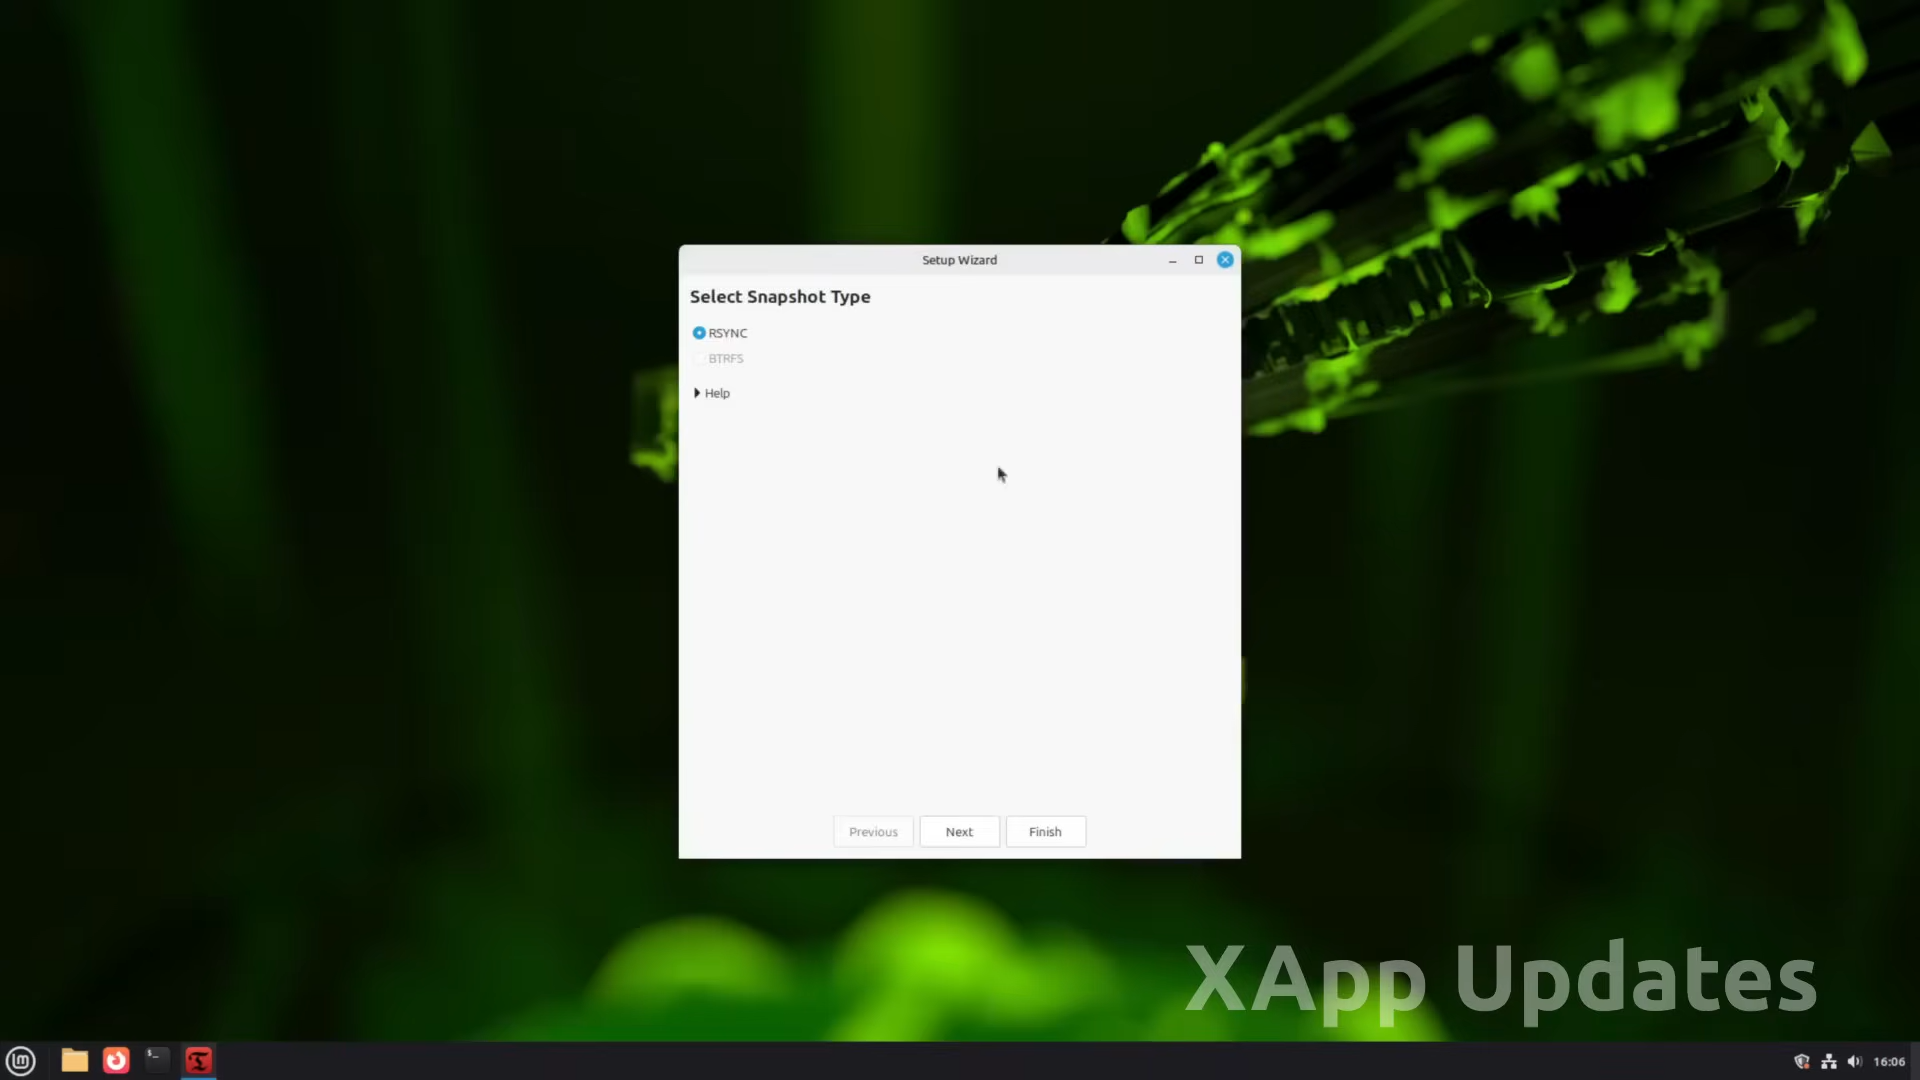 Setup Wizard
Select Snapshot Type
RSYNC
BTRFS
Help
Previous
Next
Finish
XApp Updates
16:06